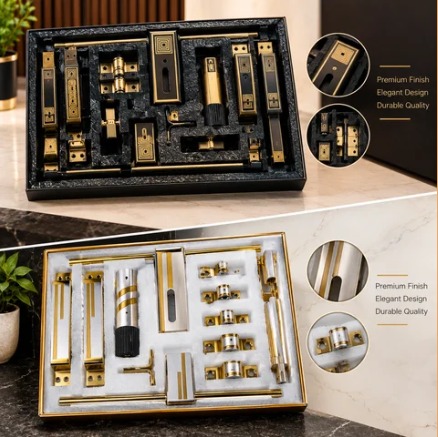 Premium Finish
Elegant Design
Durable Quality
Premium Finish
Elegant Design
Durable Quality